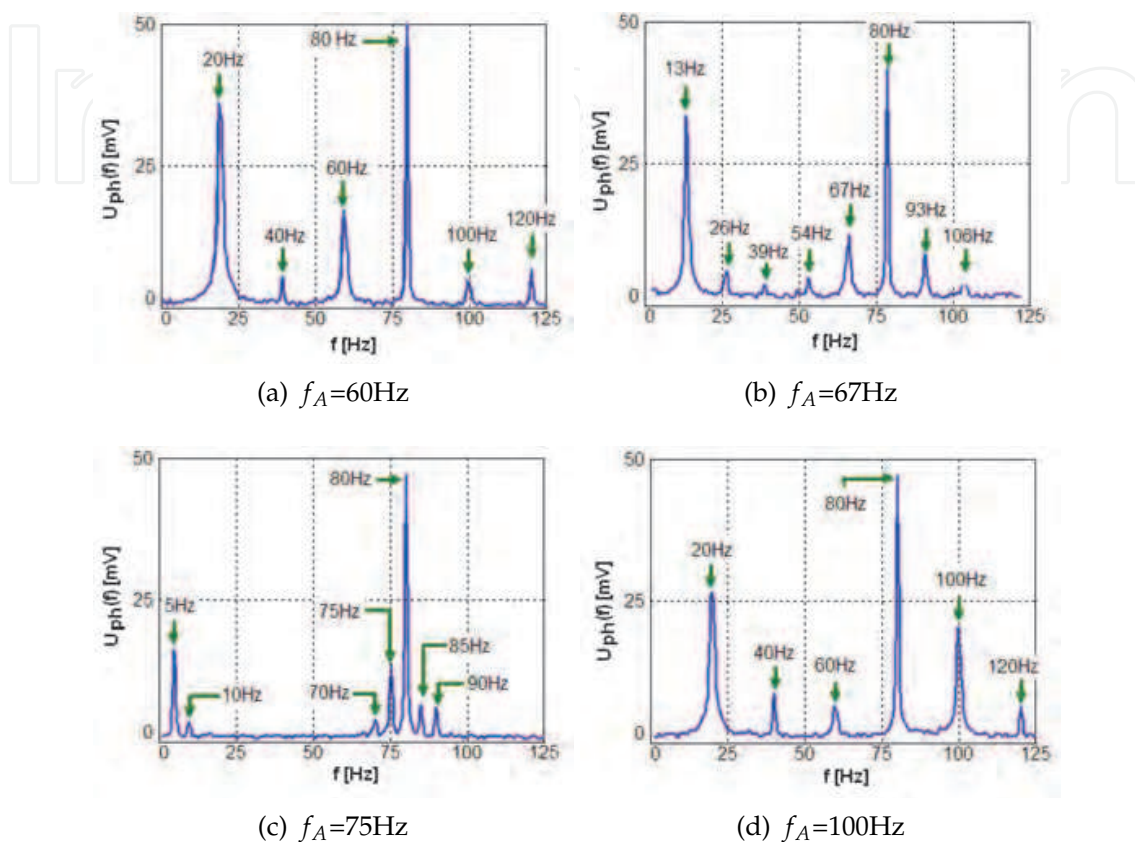 50
80 Hz
20Hz
Uph(f) [mV]
25
60Hz
40Hz
100Hz
120Hz
0
0 25 50 75 100 125
f [Hz]
(a) f_A=60Hz
50
80Hz
13Hz
Uph(f) [mV]
25
67Hz
26Hz
39Hz
54Hz
93Hz
106Hz
0
0 25 50 75 100 125
f [Hz]
(b) f_A=67Hz
50
80Hz
Uph(f) [mV]
25
5Hz
75Hz
85Hz
10Hz
70Hz
90Hz
0
0 25 50 75 100 125
f [Hz]
(c) f_A=75Hz
50
80Hz
20Hz
Uph(f) [mV]
25
100Hz
40Hz
60Hz
120Hz
0
0 25 50 75 100 125
f [Hz]
(d) f_A=100Hz